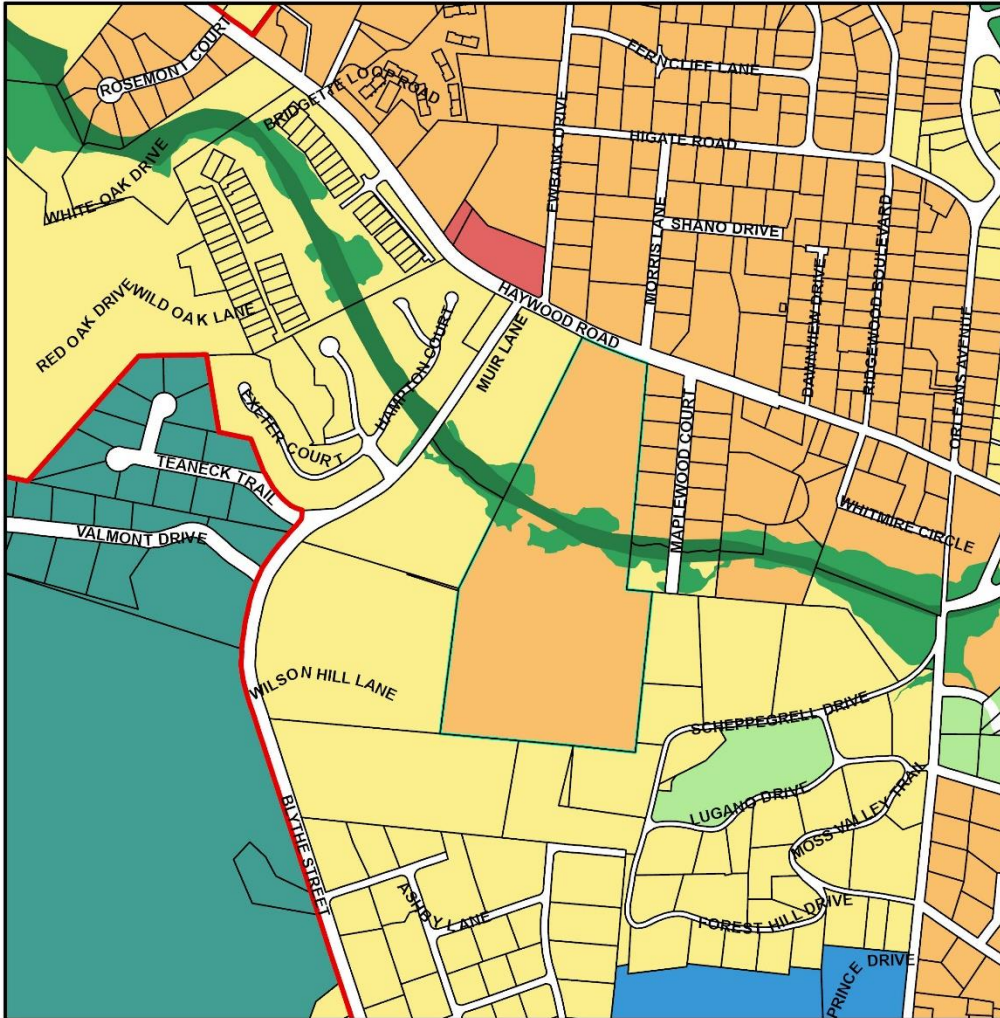 ROSEMONT COURT
BRIDGETTE LOOP ROAD
FERNCLIFF LANE
EWBANK DRIVE
HIGATE ROAD
WHITE OAK DRIVE
MORRIS LANE
SHANO DRIVE
RIDGEWOOD BOULEVARD
DAWNVIEW DRIVE
ORLEANS AVENUE
RED OAK DRIVE
WILD OAK LANE
HAYWOOD ROAD
MUIR LANE
HAMPTON COURT
EXETER COURT
TEANECK TRAIL
VALMONT DRIVE
MAPLEWOOD COURT
WHITMIRE CIRCLE
WILSON HILL LANE
SCHEPPEGRELL DRIVE
LUGANO DRIVE
MOSS VALLEY TRAIL
BLYTHE STREET
ASHBY LANE
FOREST HILL DRIVE
PRINCE DRIVE